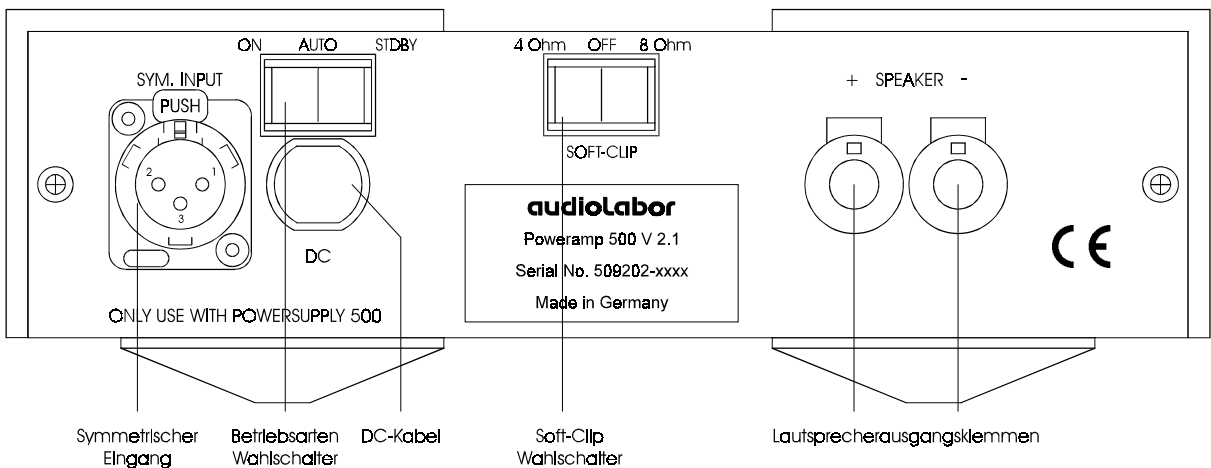 ON AUTO STDBY
4 Ohm OFF 8 Ohm
SYM. INPUT
PUSH
+ SPEAKER -
2 1
3
SOFT-CLIP
DC
audiolabor
Poweramp 500 V 2.1
Serial No. 509202-xxxx
Made in Germany
CE
ONLY USE WITH POWERSUPPLY 500
Symmetrischer
Eingang
Betriebsarten
Wahlschalter
DC-Kabel
Soft-Clip
Wahlschalter
Lautsprecherausgangsklemmen